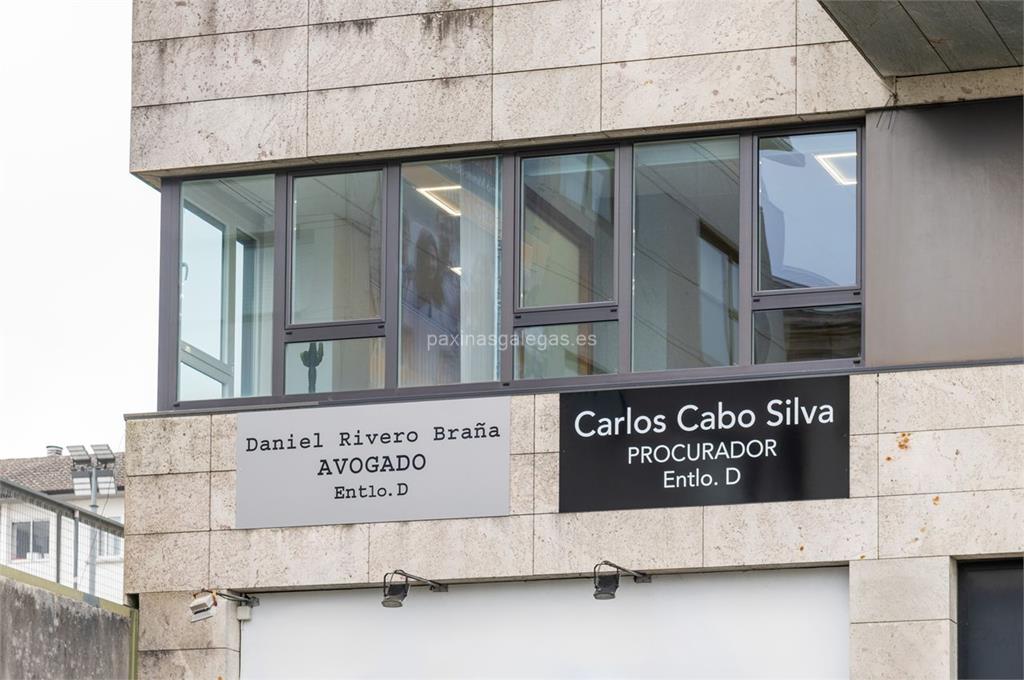 paxinasgalegas.es
Daniel Rivero Braña
AVOGADO
Entlo.D
Carlos Cabo Silva
PROCURADOR
Entlo. D